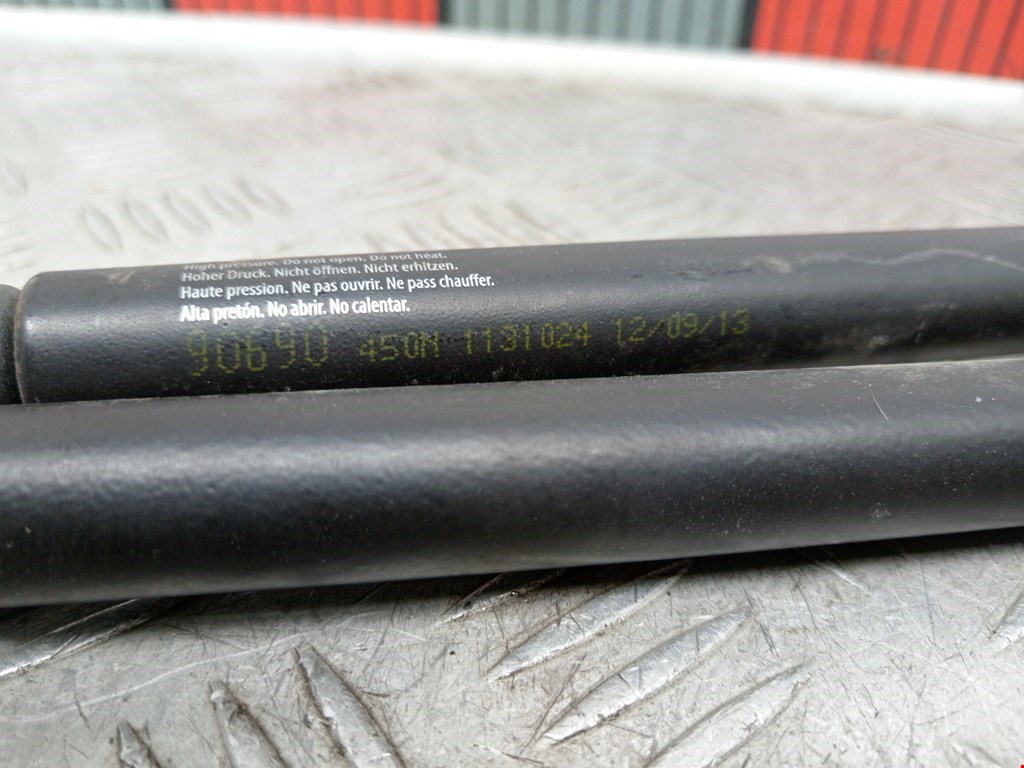 High pressure. Do not open. Do not heat.
Hoher Druck. Nicht öffnen. Nicht erhitzen.
Haute pression. Ne pas ouvrir. Ne pass chauffer.
Alta pretón. No abrir. No calentar.
90690 450N 1131024 12/09/13